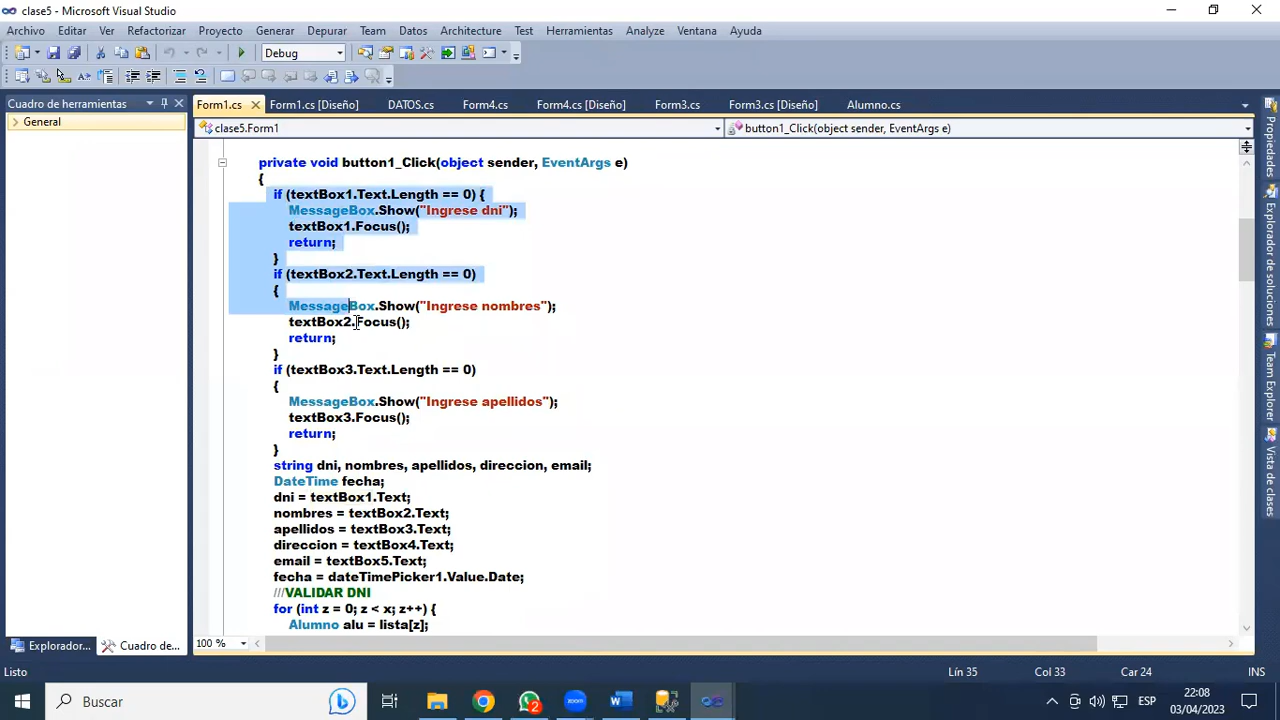 clase5 - Microsoft Visual Studio
Archivo Editar Ver Refactorizar Proyecto Generar Depurar Team Datos Architecture Test Herramientas Analyze Ventana Ayuda
Debug
Cuadro de herramientas
Form1.cs Form1.cs [Diseño] DATOS.cs Form4.cs Form4.cs [Diseño] Form3.cs Form3.cs [Diseño] Alumno.cs
General
clase5.Form1 button1_Click(object sender, EventArgs e)
private void button1_Click(object sender, EventArgs e)
{
if (textBox1.Text.Length == 0) {
MessageBox.Show("Ingrese dni");
textBox1.Focus();
return;
}
if (textBox2.Text.Length == 0)
{
MessageBox.Show("Ingrese nombres");
textBox2.Focus();
return;
}
if (textBox3.Text.Length == 0)
{
MessageBox.Show("Ingrese apellidos");
textBox3.Focus();
return;
}
string dni, nombres, apellidos, direccion, email;
DateTime fecha;
dni = textBox1.Text;
nombres = textBox2.Text;
apellidos = textBox3.Text;
direccion = textBox4.Text;
email = textBox5.Text;
fecha = dateTimePicker1.Value.Date;
///VALIDAR DNI
for (int z = 0; z < x; z++) {
Alumno alu = lista[z];
Propiedades
Explorador de soluciones
Team Explorer
Vista de clases
Explorador... Cuadro de...
100 %
Listo Lín 35 Col 33 Car 24 INS
Buscar
2
ESP
22:08
03/04/2023